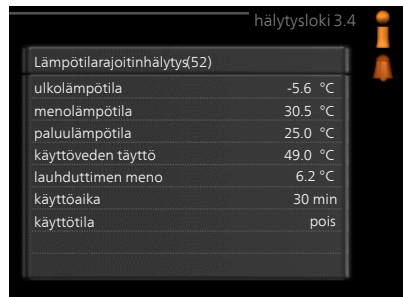 hälytysloki 3.4
Lämpötilarajoitinhälytys(52)
ulkolämpötila -5.6 °C
menolämpötila 30.5 °C
paluulämpötila 25.0 °C
käyttöveden täyttö 49.0 °C
lauhduttimen meno 6.2 °C
käyttöaika 30 min
käyttötila pois